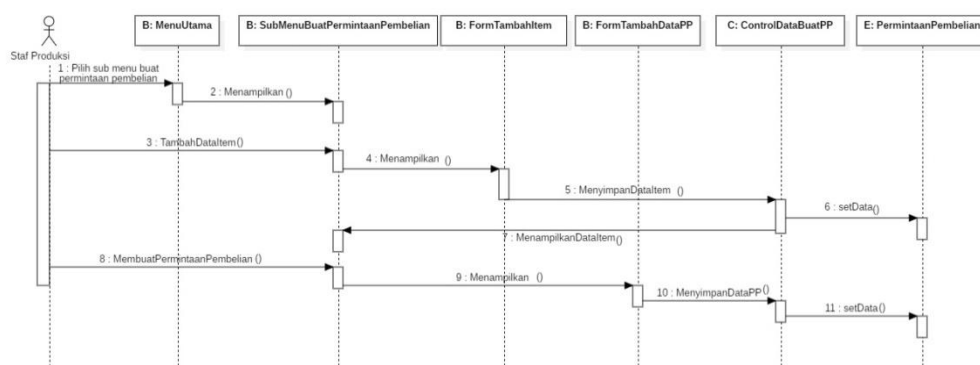 B: MenuUtama
B: SubMenuBuatPermintaanPembelian
B: FormTambahItem
B: FormTambahDataPP
C: ControlDataBuatPP
E: PermintaanPembelian
Staf Produksi
1 : Pilih sub menu buat
permintaan pembelian
2 : Menampilkan ()
3 : TambahDataItem()
4 : Menampilkan ()
5 : MenyimpanDataItem ()
6 : setData()
7 : MenampilkanDataItem()
8 : MembuatPermintaanPembelian()
9 : Menampilkan ()
10 : MenyimpanDataPP()
11 : setData()